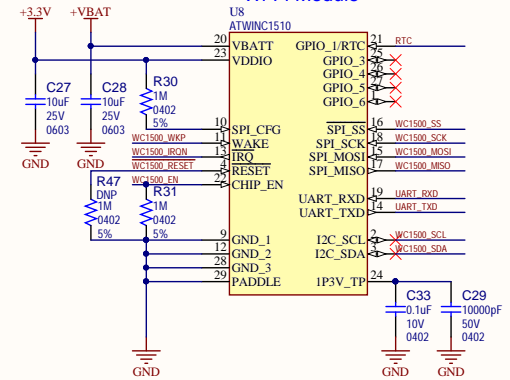 +3.3V
+VBAT
U8
ATWINC1510
20
VBATT
23
VDDIO
GPIO_1/RTC
21
RTC
GPIO_3
25
GPIO_4
26
GPIO_5
27
GPIO_6
1
C27
10uF
25V
0603
GND
C28
10uF
25V
0603
GND
R30
1M
0402
5%
10
SPI_CFG
WC1500_WKP
11
WAKE
WC1500_IRQN
13
IRQ
WC1500_RESET
4
RESET
WC1500_EN
22
CHIP_EN
SPI_SS
16
WC1500_SS
SPI_SCK
18
WC1500_SCK
SPI_MOSI
15
WC1500_MOSI
SPI_MISO
17
WC1500_MISO
R47
DNP
1M
0402
5%
R31
1M
0402
5%
UART_RXD
19
UART_RXD
UART_TXD
14
UART_TXD
9
GND_1
12
GND_2
28
GND_3
29
PADDLE
I2C_SCL
2
WC1500_SCL
I2C_SDA
3
WC1500_SDA
1P3V_TP
24
C33
0.1uF
10V
0402
C29
10000pF
50V
0402
GND
GND
GND